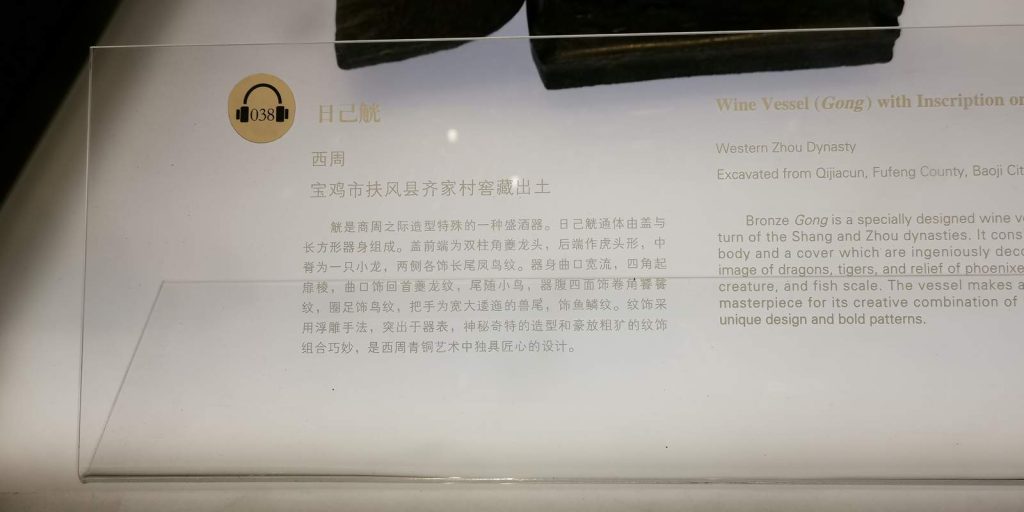 038
日己觥
西周
宝鸡市扶风县齐家村窖藏出土
觥是商周之际造型特殊的一种盛酒器。日己觥通体由盖与
长方形器身组成。盖前端为双柱角夔龙头，后端作虎头形，中
脊为一只小龙，两侧各饰长尾凤鸟纹。器身曲口宽流，四角起
扉棱，曲口饰回首夔龙纹，尾随小鸟，器腹四面饰卷角饕餮
纹，圈足饰鸟纹，把手为宽大逶迤的兽尾，饰鱼鳞纹。纹饰采
用浮雕手法，突出于器表，神秘奇特的造型和豪放粗犷的纹饰
组合巧妙，是西周青铜艺术中独具匠心的设计。
Wine Vessel (Gong) with Inscription
Western Zhou Dynasty
Excavated from Qijiacun, Fufeng County, Baoji
Bronze Gong is a specially designed wine
turn of the Shang and Zhou dynasties. It
body and a cover which are ingeniously
image of dragons, tigers, and relief of
creature, and fish scale. The vessel makes a
masterpiece for its creative combination of
unique design and bold patterns.